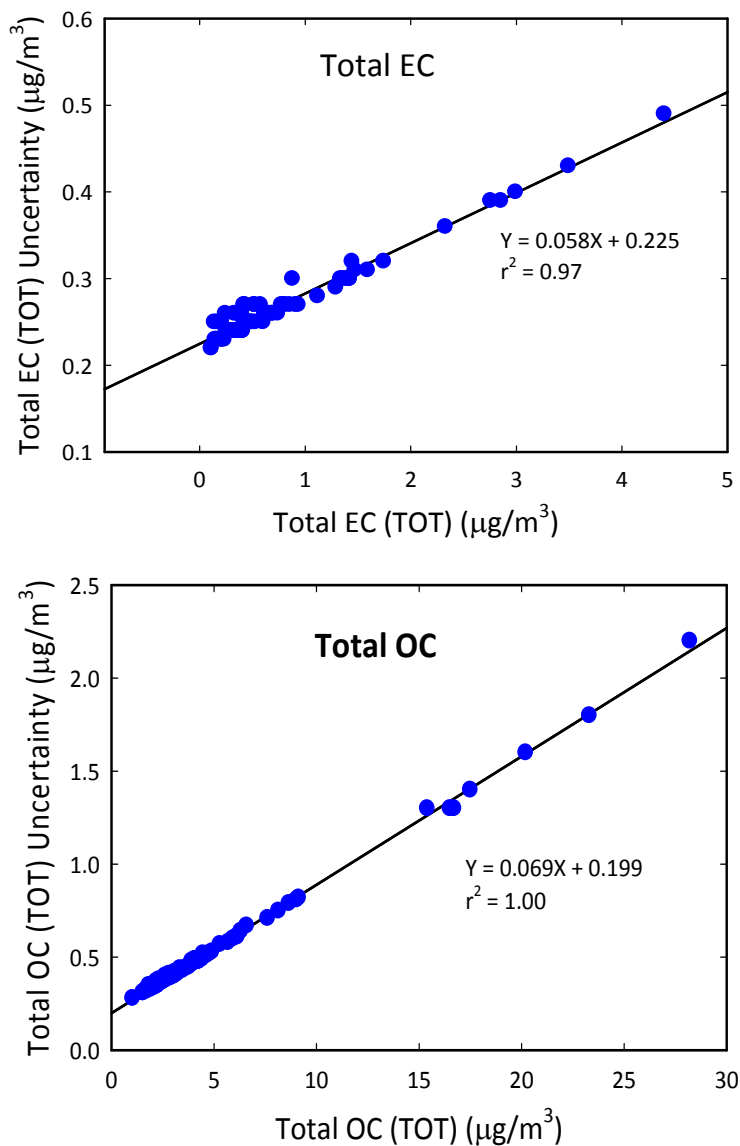 Total EC
Total EC (TOT) Uncertainty (μg/m³)
0.6
0.5
0.4
0.3
0.2
0.1
Y = 0.058X + 0.225
r² = 0.97
0 1 2 3 4 5
Total EC (TOT) (μg/m³)
Total OC
Total OC (TOT) Uncertainty (μg/m³)
2.5
2.0
1.5
1.0
0.5
0.0
Y = 0.069X + 0.199
r² = 1.00
0 5 10 15 20 25 30
Total OC (TOT) (μg/m³)